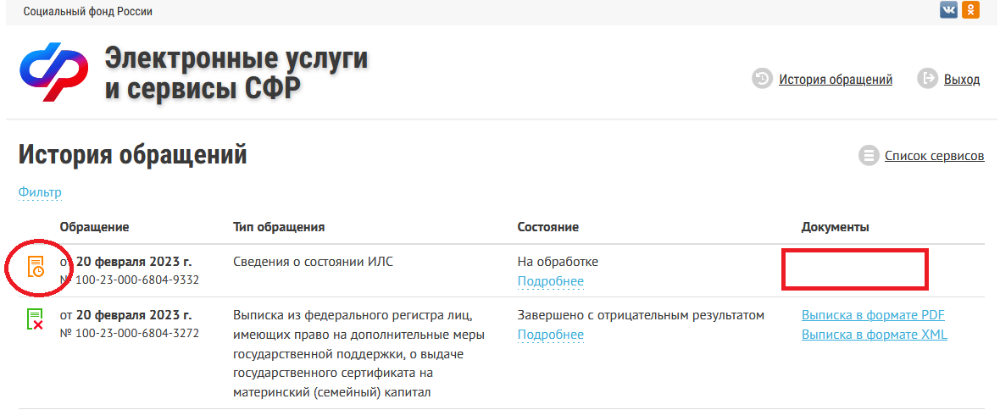 Социальный фонд России
Электронные услуги
и сервисы СФР
История обращений
Выход
История обращений
Список сервисов
Фильтр
Обращение
Тип обращения
Состояние
Документы
от 20 февраля 2023 г.
№ 100-23-000-6804-9332
Сведения о состоянии ИЛС
На обработке
Подробнее
от 20 февраля 2023 г.
№ 100-23-000-6804-3272
Выписка из федерального регистра лиц,
имеющих право на дополнительные меры
государственной поддержки, о выдаче
государственного сертификата на
материнский (семейный) капитал
Завершено с отрицательным результатом
Подробнее
Выписка в формате PDF
Выписка в формате XML